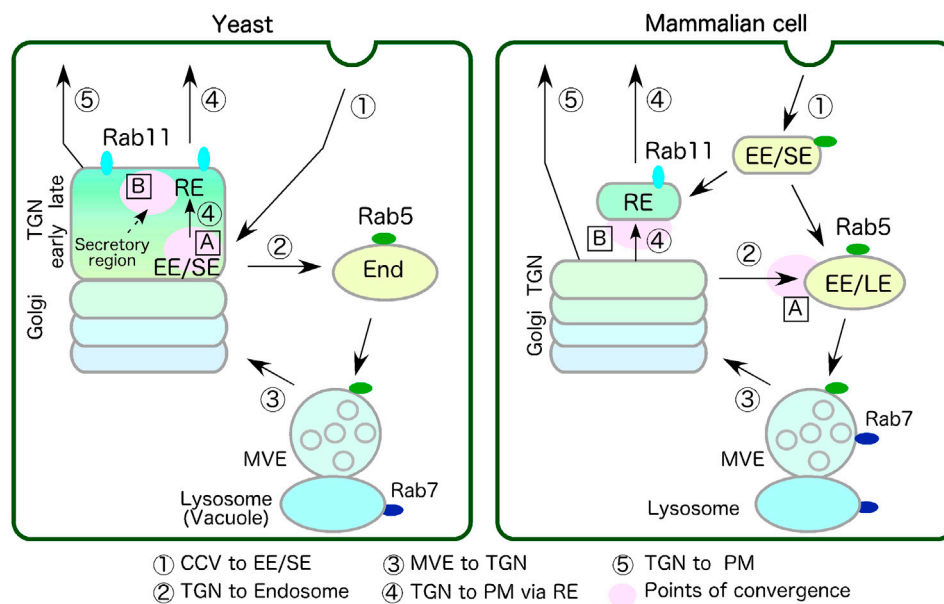 Yeast
⑤
④
①
Rab11
B
RE
④
TGN
early late
Secretory
region
A
EE/SE
②
Rab5
End
Golgi
③
MVE
Lysosome
(Vacuole)
Rab7
Mammalian cell
⑤
④
①
Rab11
EE/SE
RE
B
④
②
Rab5
EE/LE
A
Golgi TGN
③
Rab7
MVE
Lysosome
① CCV to EE/SE
③ MVE to TGN
⑤ TGN to PM
② TGN to Endosome
④ TGN to PM via RE
Points of convergence